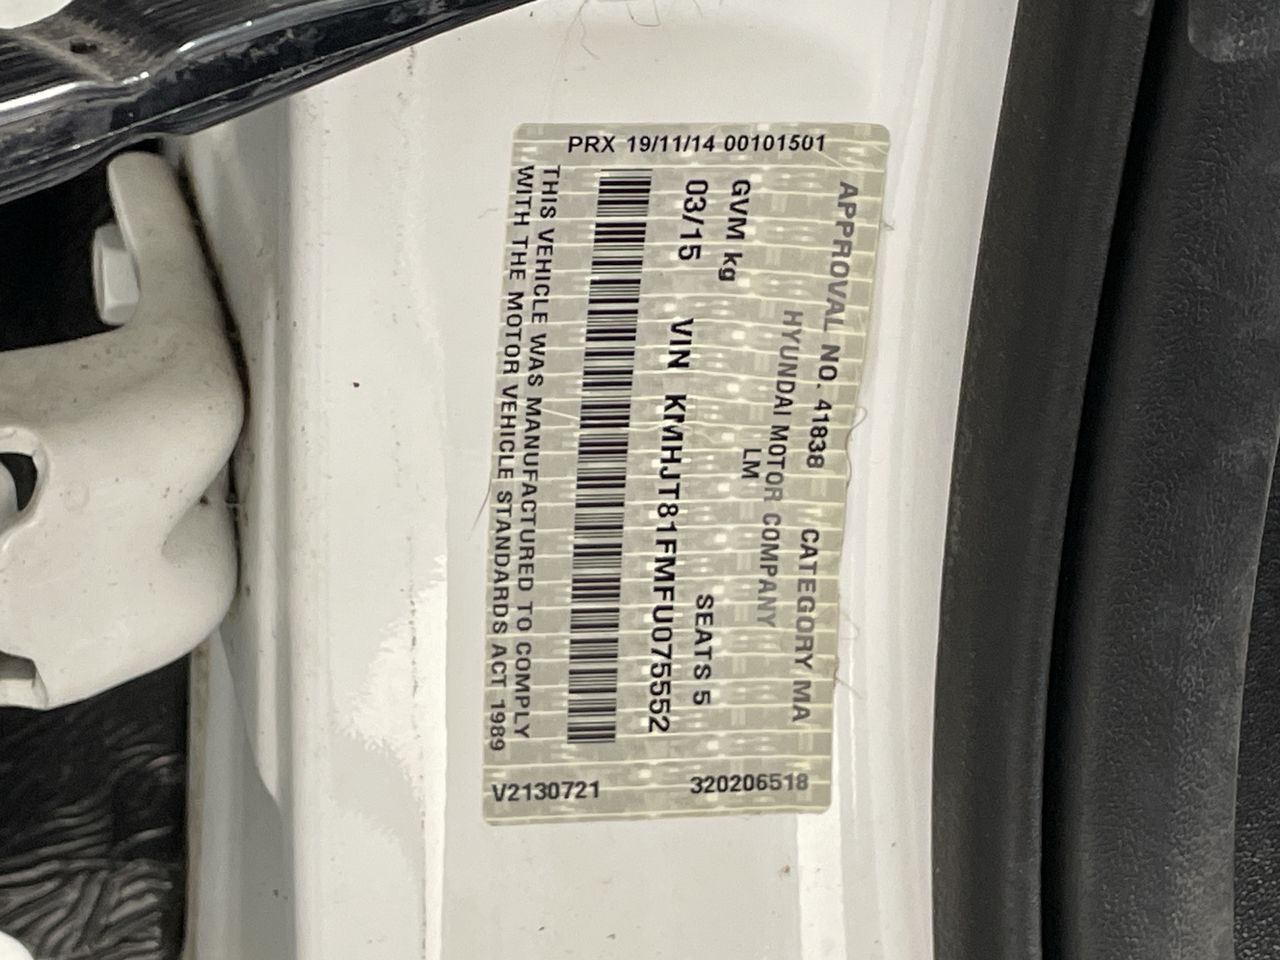 PRX 19/11/14 00101501
APPROVAL NO. 41838 CATEGORY MA
HYUNDAI MOTOR COMPANY
LM
GVM kg SEATS 5
03/15 VIN KMHJT81FMFU075552
THIS VEHICLE WAS MANUFACTURED TO COMPLY
WITH THE MOTOR VEHICLE STANDARDS ACT 1989
V2130721 320206518